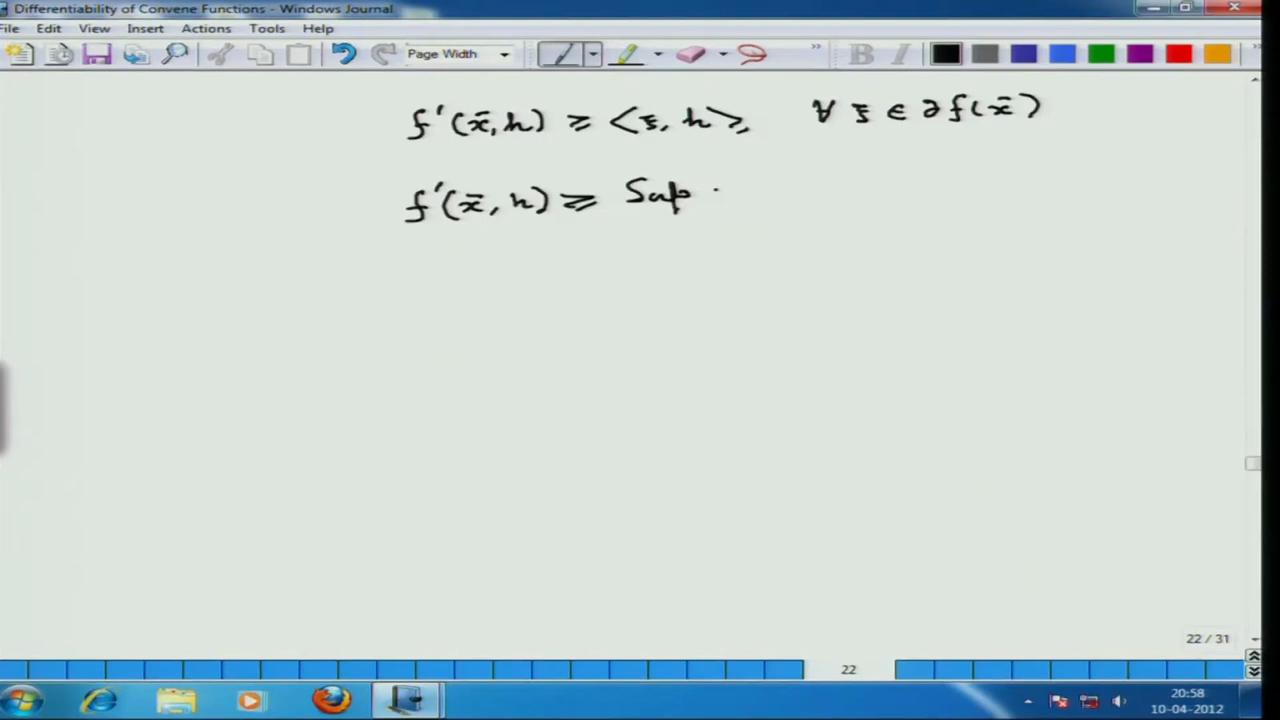 Differentiability of Convene Functions - Windows Journal
File Edit View Insert Actions Tools Help
Page Width B I
f'(x̄, h) ≥ <ξ, h>, ∀ ξ ∈ ∂f(x̄)
f'(x̄, h) ≥ Sup
22 / 31
22
20:58
10-04-2012